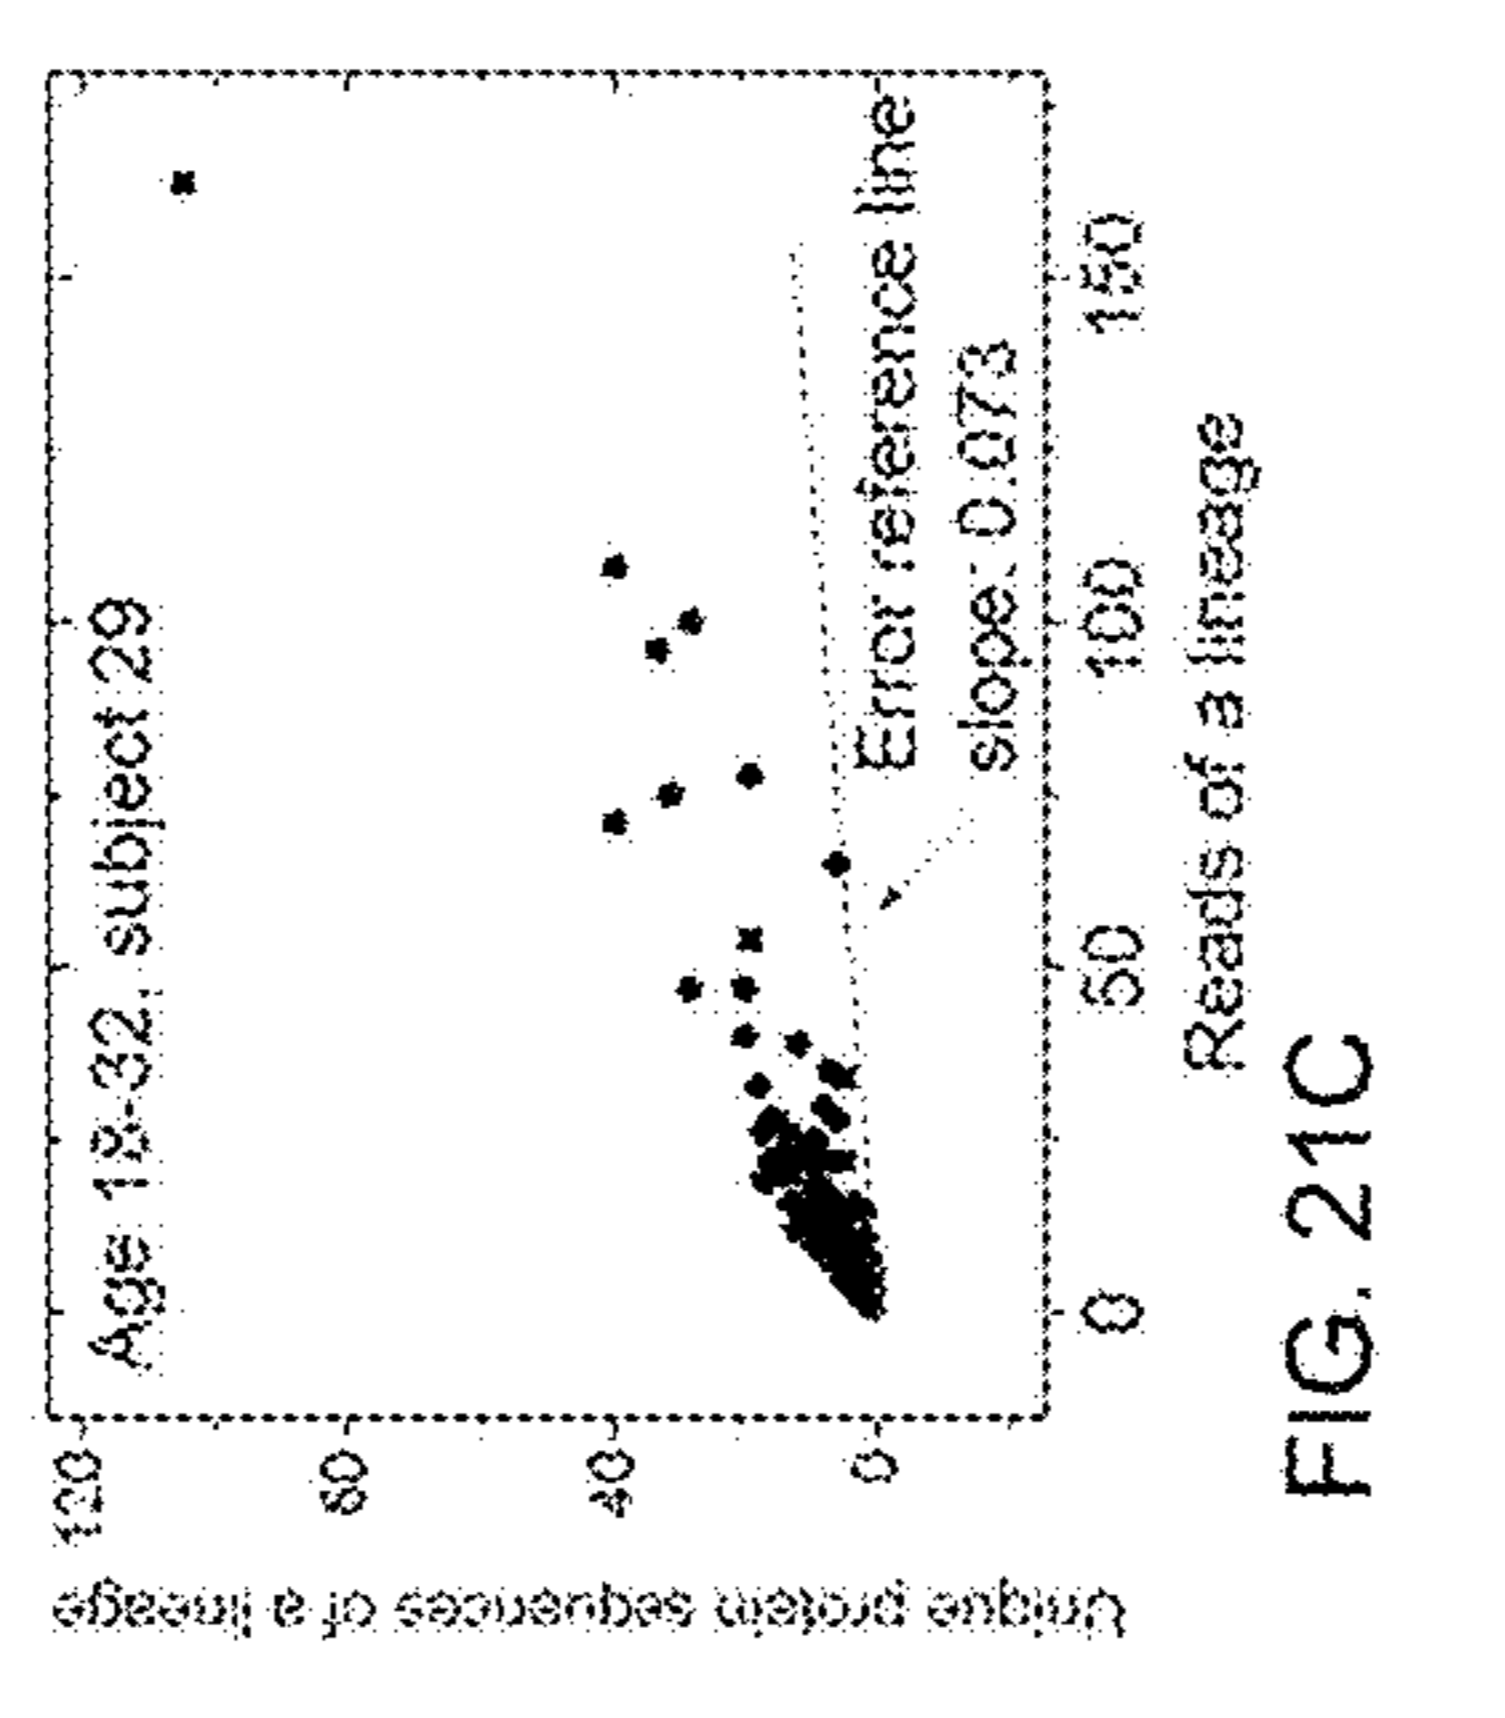 Age 18-32, subject 29
120
80
40
0
Unique protein sequences of a lineage
Error reference line
slope: 0.073
0
50
100
150
Reads of a lineage
FIG. 21C